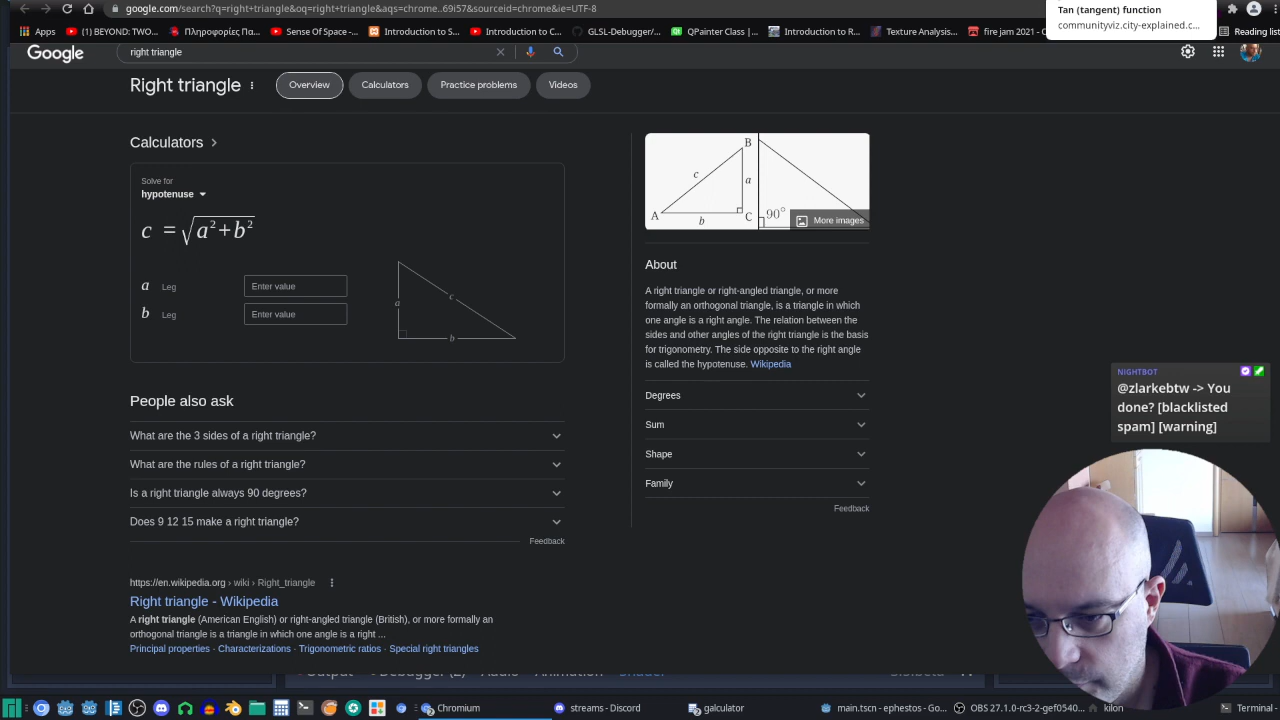 google.com/search?q=right+triangle&oq=right+triangle&aqs=chrome..69i57&sourceid=chrome&ie=UTF-8
Tan (tangent) function
communityviz.city-explained.c...
Apps
(1) BEYOND: TWO...
Πληροφορίες Πα...
Sense Of Space -...
Introduction to S...
Introduction to C...
GLSL-Debugger/...
QPainter Class |...
Introduction to R...
Texture Analysis...
fire jam 2021 - C
Reading list
Google
right triangle
Right triangle
Overview
Calculators
Practice problems
Videos
Calculators
Solve for
hypotenuse
c = √a²+b²
a Leg Enter value
b Leg Enter value
a
c
b
B
c
a
A
b
C
90°
More images
About
A right triangle or right-angled triangle, or more
formally an orthogonal triangle, is a triangle in which
one angle is a right angle. The relation between the
sides and other angles of the right triangle is the basis
for trigonometry. The side opposite to the right angle
is called the hypotenuse. Wikipedia
Degrees
Sum
Shape
Family
Feedback
People also ask
What are the 3 sides of a right triangle?
What are the rules of a right triangle?
Is a right triangle always 90 degrees?
Does 9 12 15 make a right triangle?
Feedback
https://en.wikipedia.org › wiki › Right_triangle
Right triangle - Wikipedia
A right triangle (American English) or right-angled triangle (British), or more formally an
orthogonal triangle is a triangle in which one angle is a right ...
Principal properties · Characterizations · Trigonometric ratios · Special right triangles
NIGHTBOT
@zlarkebtw -> You
done? [blacklisted
spam] [warning]
Output
Debugger (2)
Audio
Animation
Shader
Chromium
streams - Discord
galculator
main.tscn - ephestos - Go...
OBS 27.1.0-rc3-2-gef0540...
kilon
Terminal -